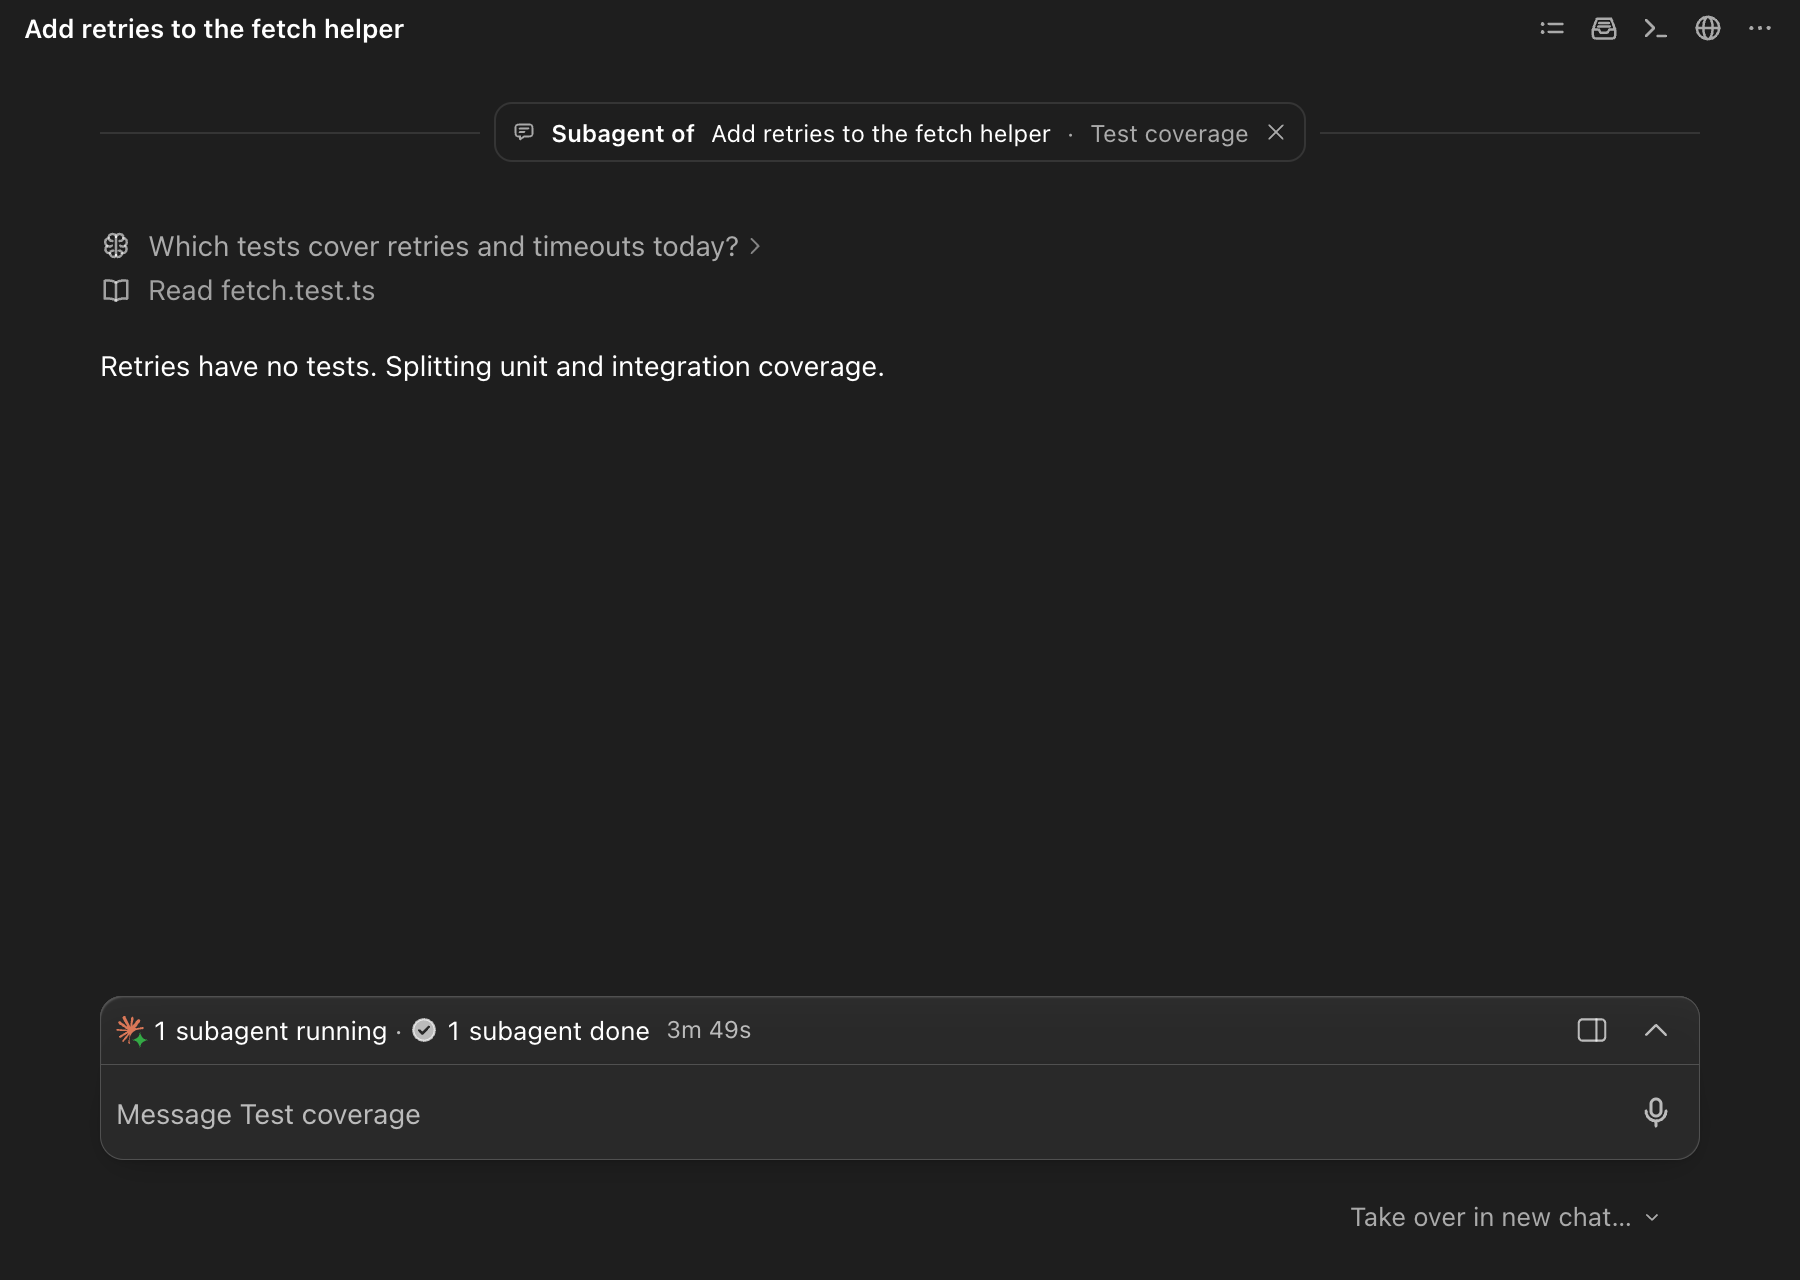 Add retries to the fetch helper
Subagent of Add retries to the fetch helper · Test coverage
Which tests cover retries and timeouts today?
Read fetch.test.ts
Retries have no tests. Splitting unit and integration coverage.
1 subagent running · 1 subagent done 3m 49s
Message Test coverage
Take over in new chat...